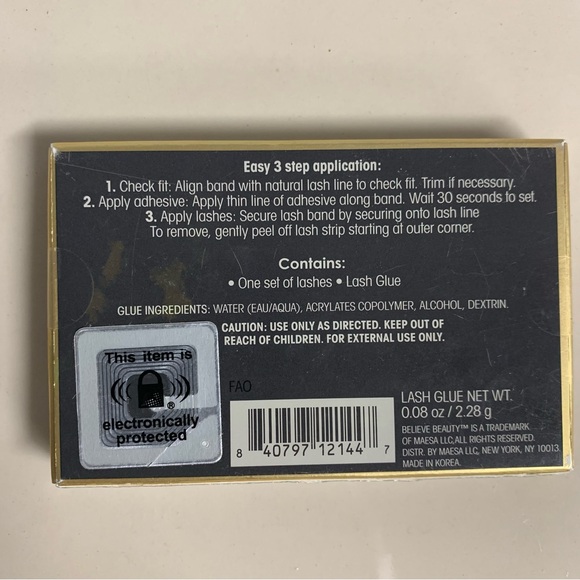 Easy 3 step application:
1. Check fit: Align band with natural lash line to check fit. Trim if necessary.
2. Apply adhesive: Apply thin line of adhesive along band. Wait 30 seconds to set.
3. Apply lashes: Secure lash band by securing onto lash line
To remove, gently peel off lash strip starting at outer corner.
Contains:
• One set of lashes • Lash Glue
GLUE INGREDIENTS: WATER (EAU/AQUA), ACRYLATES COPOLYMER, ALCOHOL, DEXTRIN.
CAUTION: USE ONLY AS DIRECTED. KEEP OUT OF
REACH OF CHILDREN. FOR EXTERNAL USE ONLY.
This item is
®
electronically
protected
FAO
8 40797 12144 7
LASH GLUE NET WT.
0.08 oz / 2.28 g
BELIEVE BEAUTY™ IS A TRADEMARK
OF MAESA LLC, ALL RIGHTS RESERVED.
DISTR. BY MAESA LLC, NEW YORK, NY 10013
MADE IN KOREA.